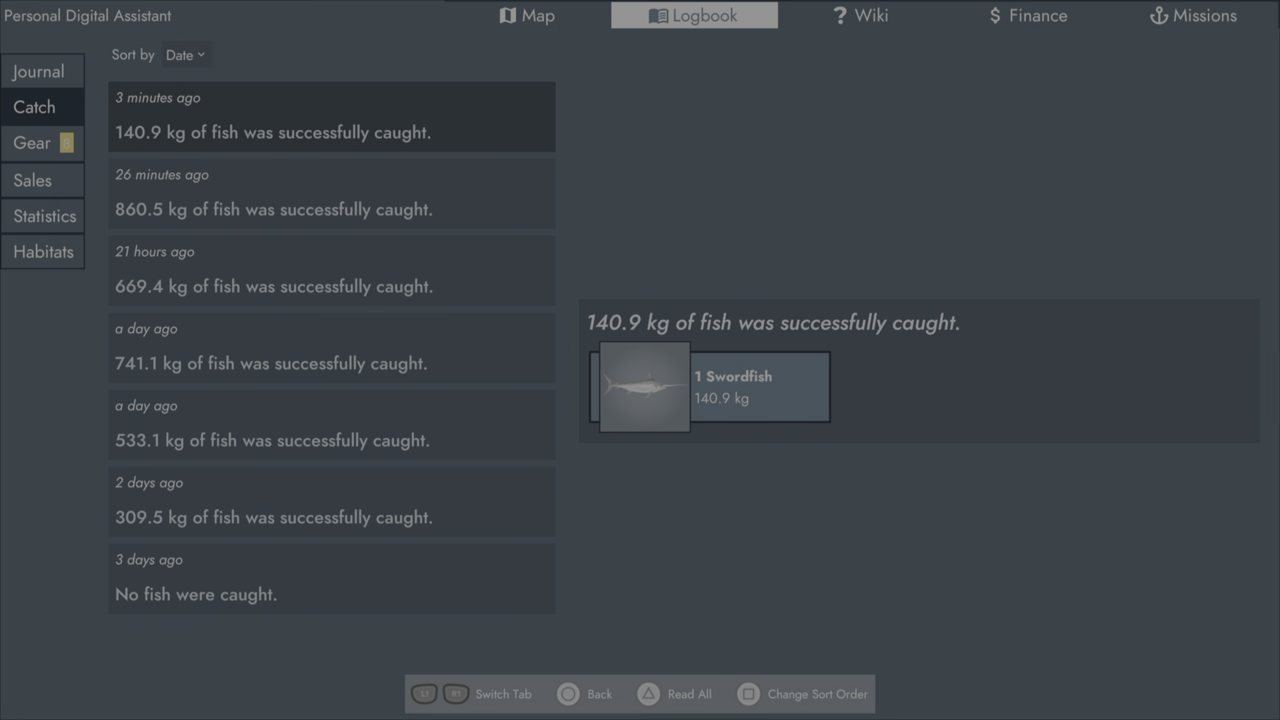 Personal Digital Assistant
Map
Logbook
Wiki
Finance
Missions
Sort by Date
Journal
Catch
Gear 8
Sales
Statistics
Habitats
3 minutes ago
140.9 kg of fish was successfully caught.
26 minutes ago
860.5 kg of fish was successfully caught.
21 hours ago
669.4 kg of fish was successfully caught.
a day ago
741.1 kg of fish was successfully caught.
a day ago
533.1 kg of fish was successfully caught.
2 days ago
309.5 kg of fish was successfully caught.
3 days ago
No fish were caught.
140.9 kg of fish was successfully caught.
1 Swordfish
140.9 kg
L1 R1 Switch Tab
Back
Read All
Change Sort Order